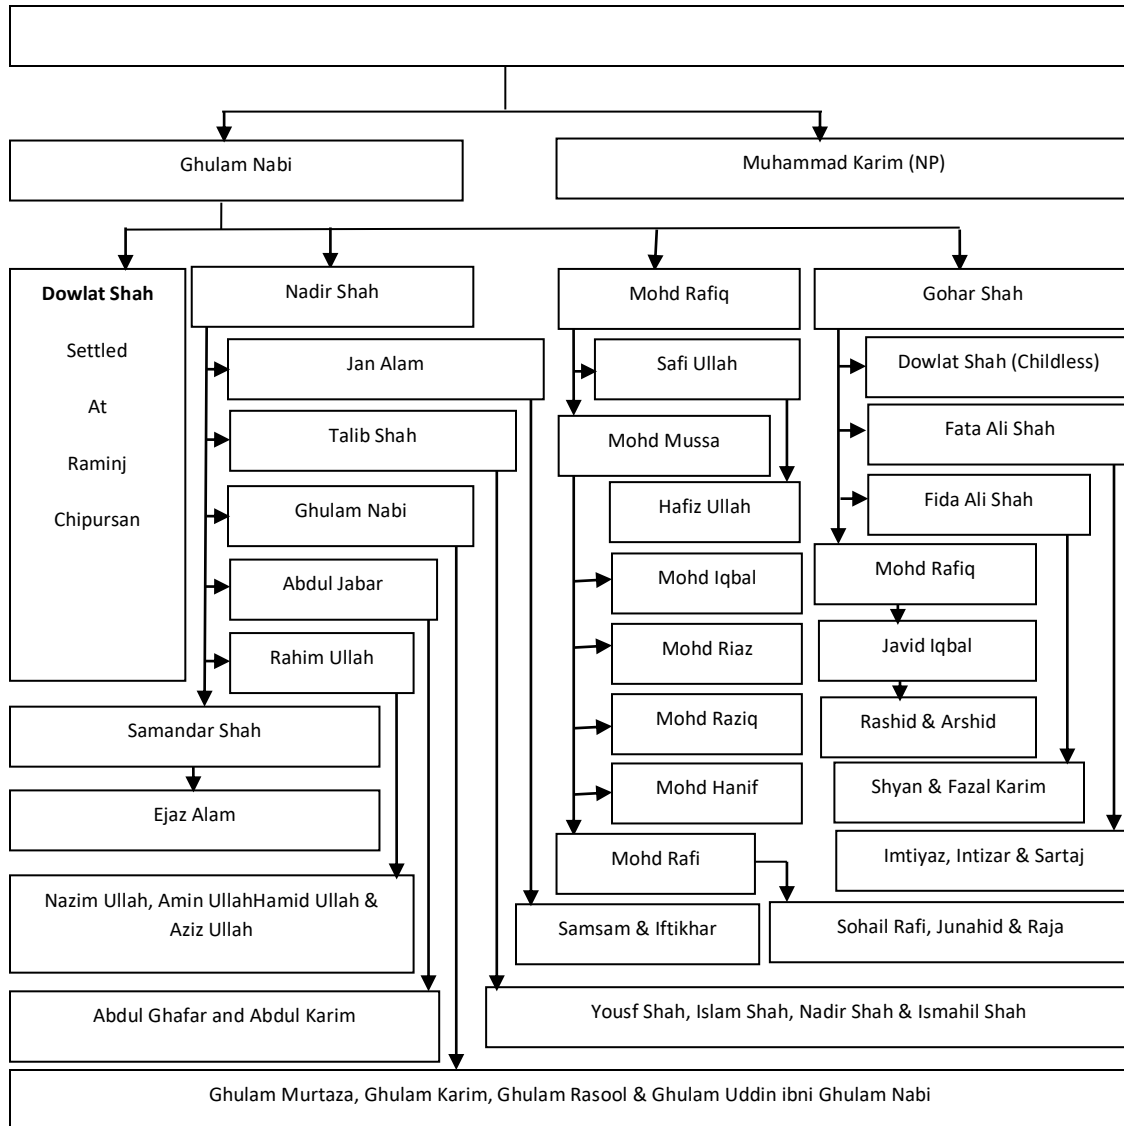 Ghulam Nabi
Muhammad Karim (NP)
Dowlat Shah
Settled
At
Raminj
Chipursan
Nadir Shah
Jan Alam
Talib Shah
Ghulam Nabi
Abdul Jabar
Rahim Ullah
Samandar Shah
Ejaz Alam
Nazim Ullah, Amin UllahHamid Ullah &
Aziz Ullah
Abdul Ghafar and Abdul Karim
Mohd Rafiq
Safi Ullah
Mohd Mussa
Hafiz Ullah
Mohd Iqbal
Mohd Riaz
Mohd Raziq
Mohd Hanif
Mohd Rafi
Samsam & Iftikhar
Gohar Shah
Dowlat Shah (Childless)
Fata Ali Shah
Fida Ali Shah
Mohd Rafiq
Javid Iqbal
Rashid & Arshid
Shyan & Fazal Karim
Imtiyaz, Intizar & Sartaj
Sohail Rafi, Junahid & Raja
Yousf Shah, Islam Shah, Nadir Shah & Ismahil Shah
Ghulam Murtaza, Ghulam Karim, Ghulam Rasool & Ghulam Uddin ibni Ghulam Nabi